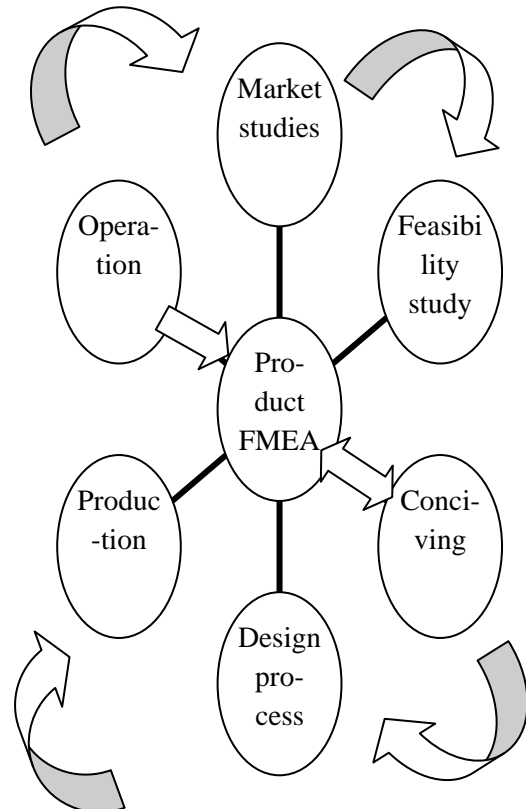 Market
studies
Opera-
tion
Feasibi
lity
study
Pro-
duct
FMEA
Produc
-tion
Conci-
ving
Design
pro-
cess